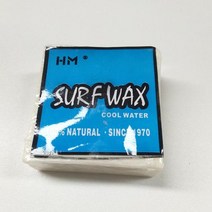 HM
SURF WAX
COOL WATER
% NATURAL · SINCE 1970